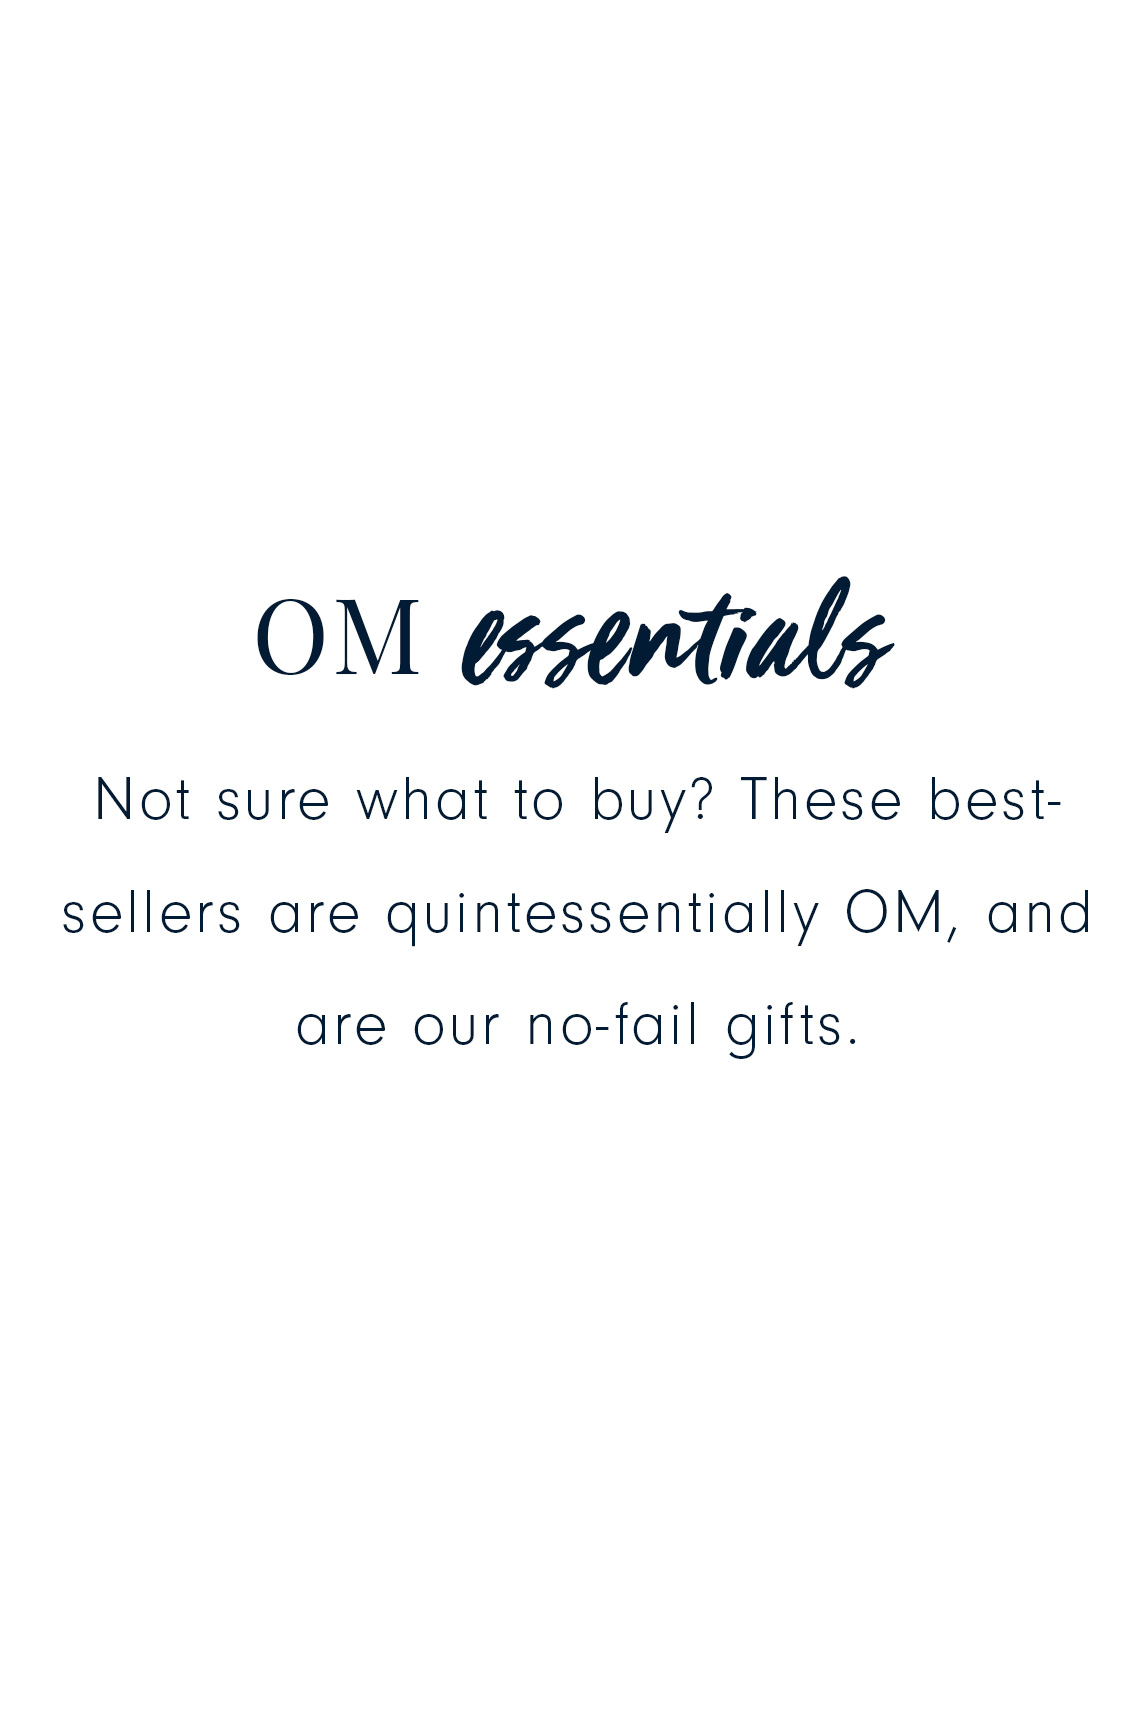 OM essentials
Not sure what to buy? These best-
sellers are quintessentially OM, and
are our no-fail gifts.